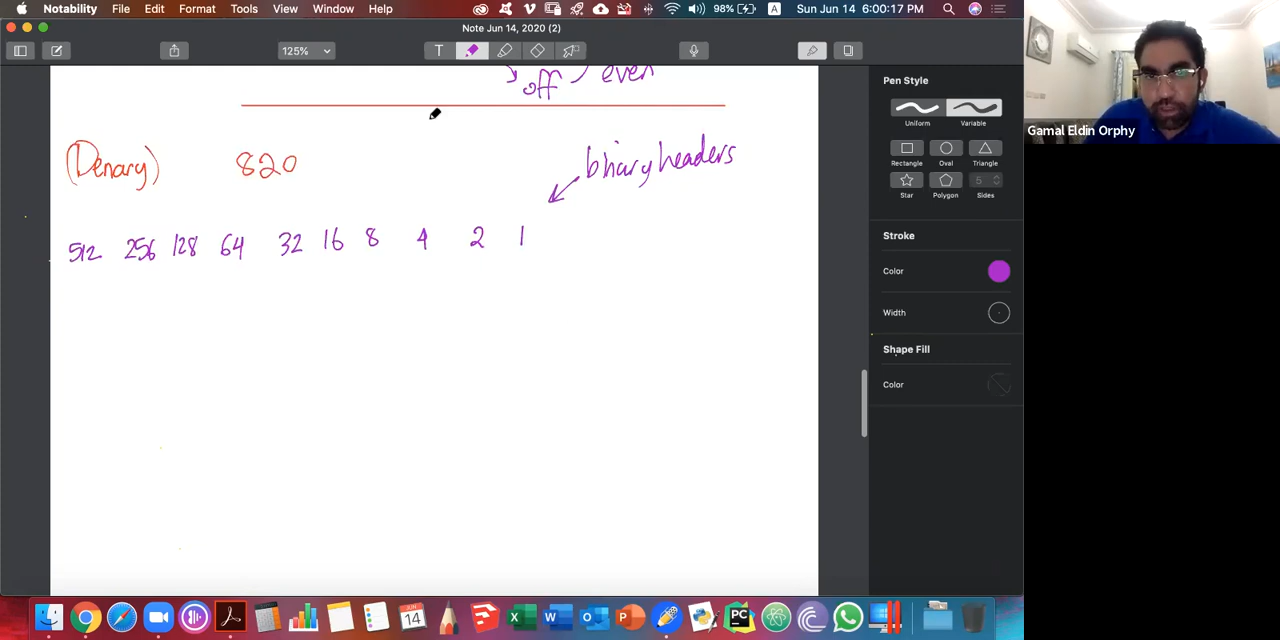 Notability File Edit Format Tools View Window Help 98% A Sun Jun 14 6:00:17 PM
Note Jun 14, 2020 (2)
125% T
off even
Pen Style
Uniform Variable
Gamal Eldin Orphy
(Denary) 820
binary headers
Rectangle Oval Triangle
5
Star Polygon Sides
512 256 128 64 32 16 8 4 2 1
Stroke
Color
Width
Shape Fill
Color
JUN
14
X W P PC